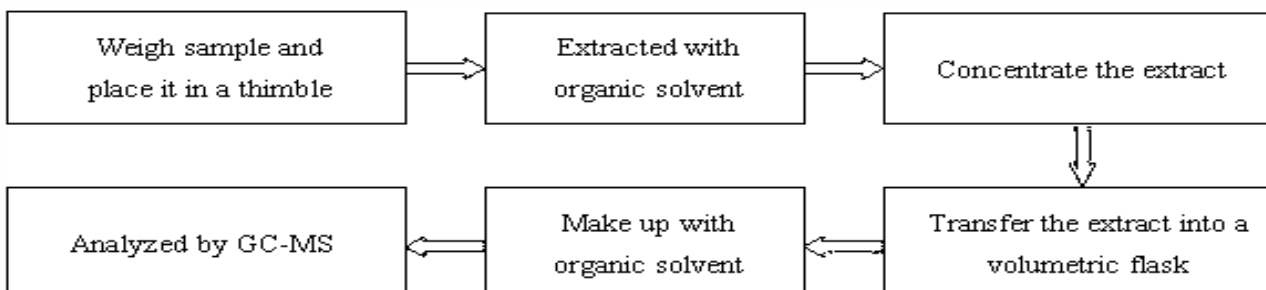 Weigh sample and
place it in a thimble
Extracted with
organic solvent
Concentrate the extract
Transfer the extract into a
volumetric flask
Make up with
organic solvent
Analyzed by GC-MS